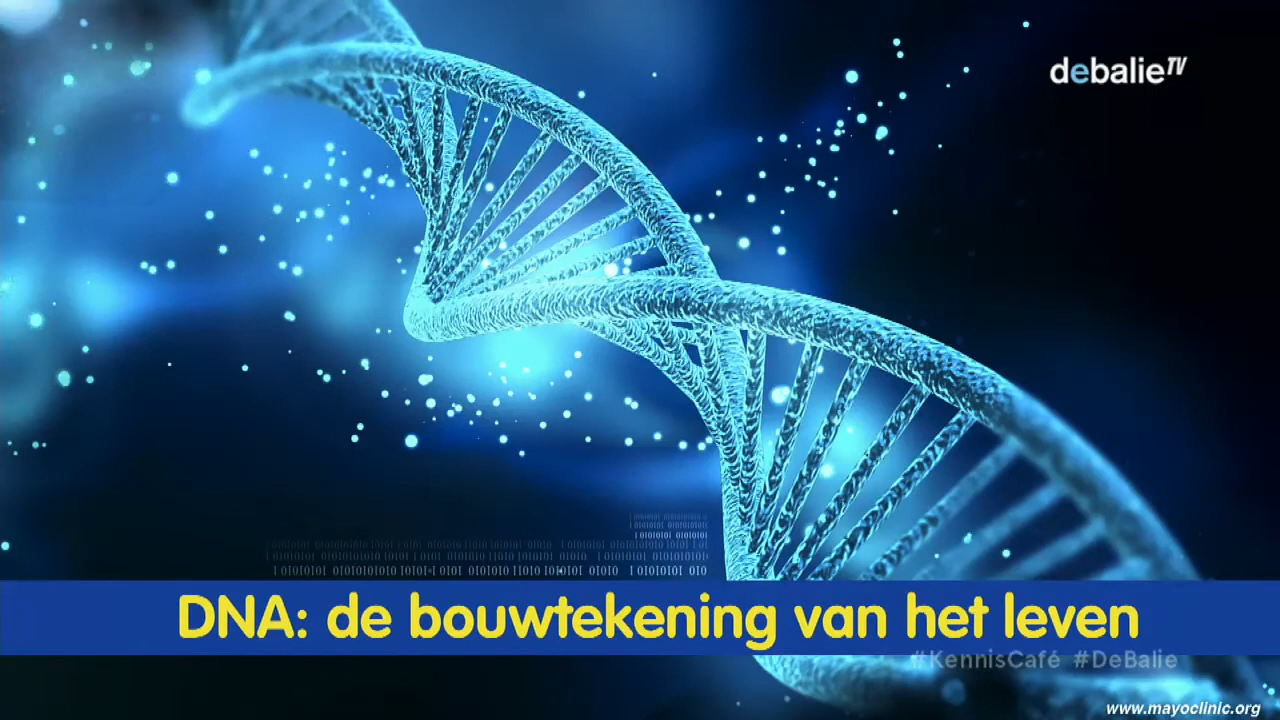 debalieTV
DNA: de bouwtekening van het leven
#KennisCafé #DeBalie
www.mayoclinic.org